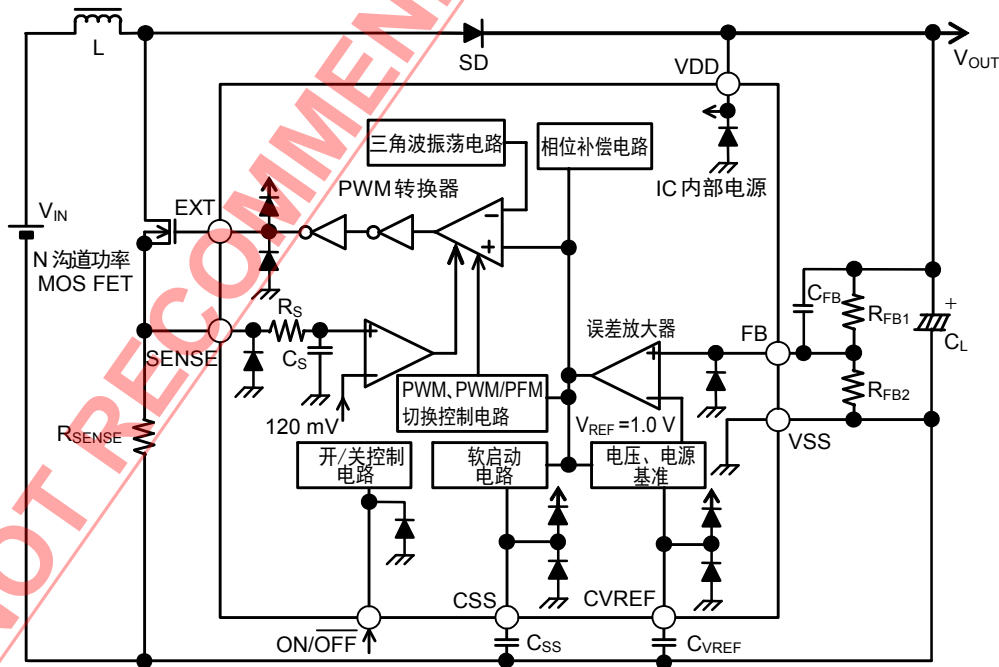 L
SD
VOUT
VDD
三角波振荡电路
相位补偿电路
IC 内部电源
PWM 转换器
VIN
EXT
N 沟道功率
MOS FET
RS
CS
SENSE
120 mV
RSENSE
误差放大器
FB
CFB
RFB1
RFB2
+
CL
VSS
PWM、PWM/PFM
切换控制电路
VREF =1.0 V
开/关控制
电路
软启动
电路
电压、电源
基准
CSS
CVREF
ON/OFF
CSS
CVREF
NOT RECOMMEN